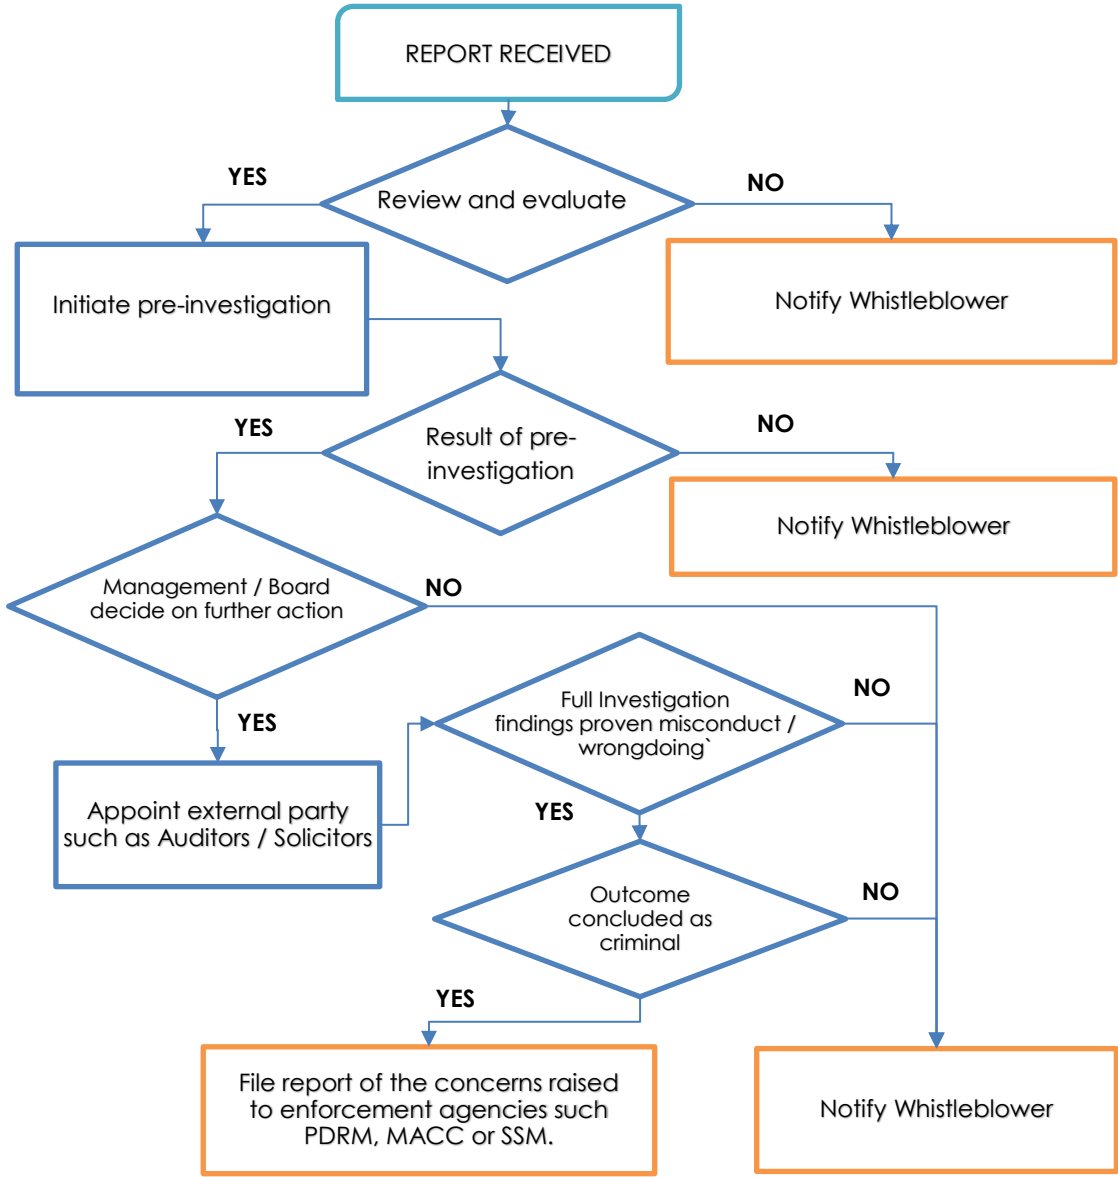 REPORT RECEIVED
YES
NO
Review and evaluate
Initiate pre-investigation
Notify Whistleblower
YES
NO
Result of pre-
investigation
Notify Whistleblower
Management / Board
decide on further action
NO
YES
Full Investigation
findings proven misconduct /
wrongdoing`
NO
Appoint external party
such as Auditors / Solicitors
YES
Outcome
concluded as
criminal
NO
YES
File report of the concerns raised
to enforcement agencies such
PDRM, MACC or SSM.
Notify Whistleblower